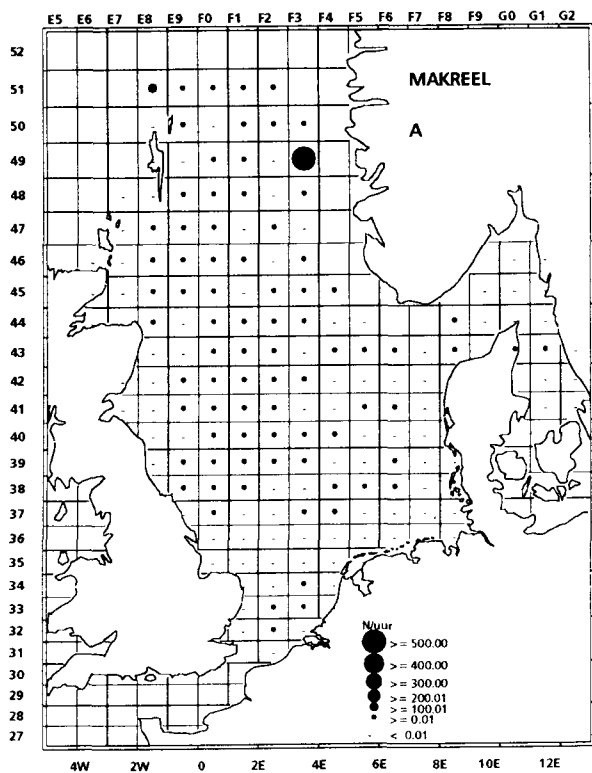 E5 E6 E7 E8 E9 F0 F1 F2 F3 F4 F5 F6 F7 F8 F9 G0 G1 G2
52
51
50
49
48
47
46
45
44
43
42
41
40
39
38
37
36
35
34
33
32
31
30
29
28
27
MAKREEL
A
N/uur
> = 500.00
> = 400.00
> = 300.00
> = 200.01
> = 100.01
> = 0.01
< 0.01
4W 2W 0 2E 4E 6E 8E 10E 12E